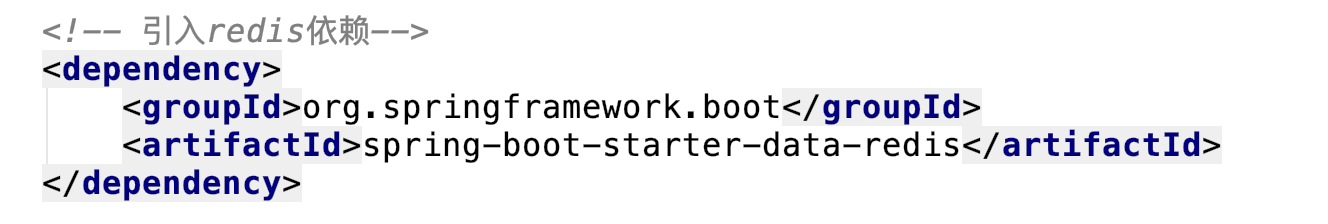 <!-- 引入redis依赖-->
<dependency>
    <groupId>org.springframework.boot</groupId>
    <artifactId>spring-boot-starter-data-redis</artifactId>
</dependency>